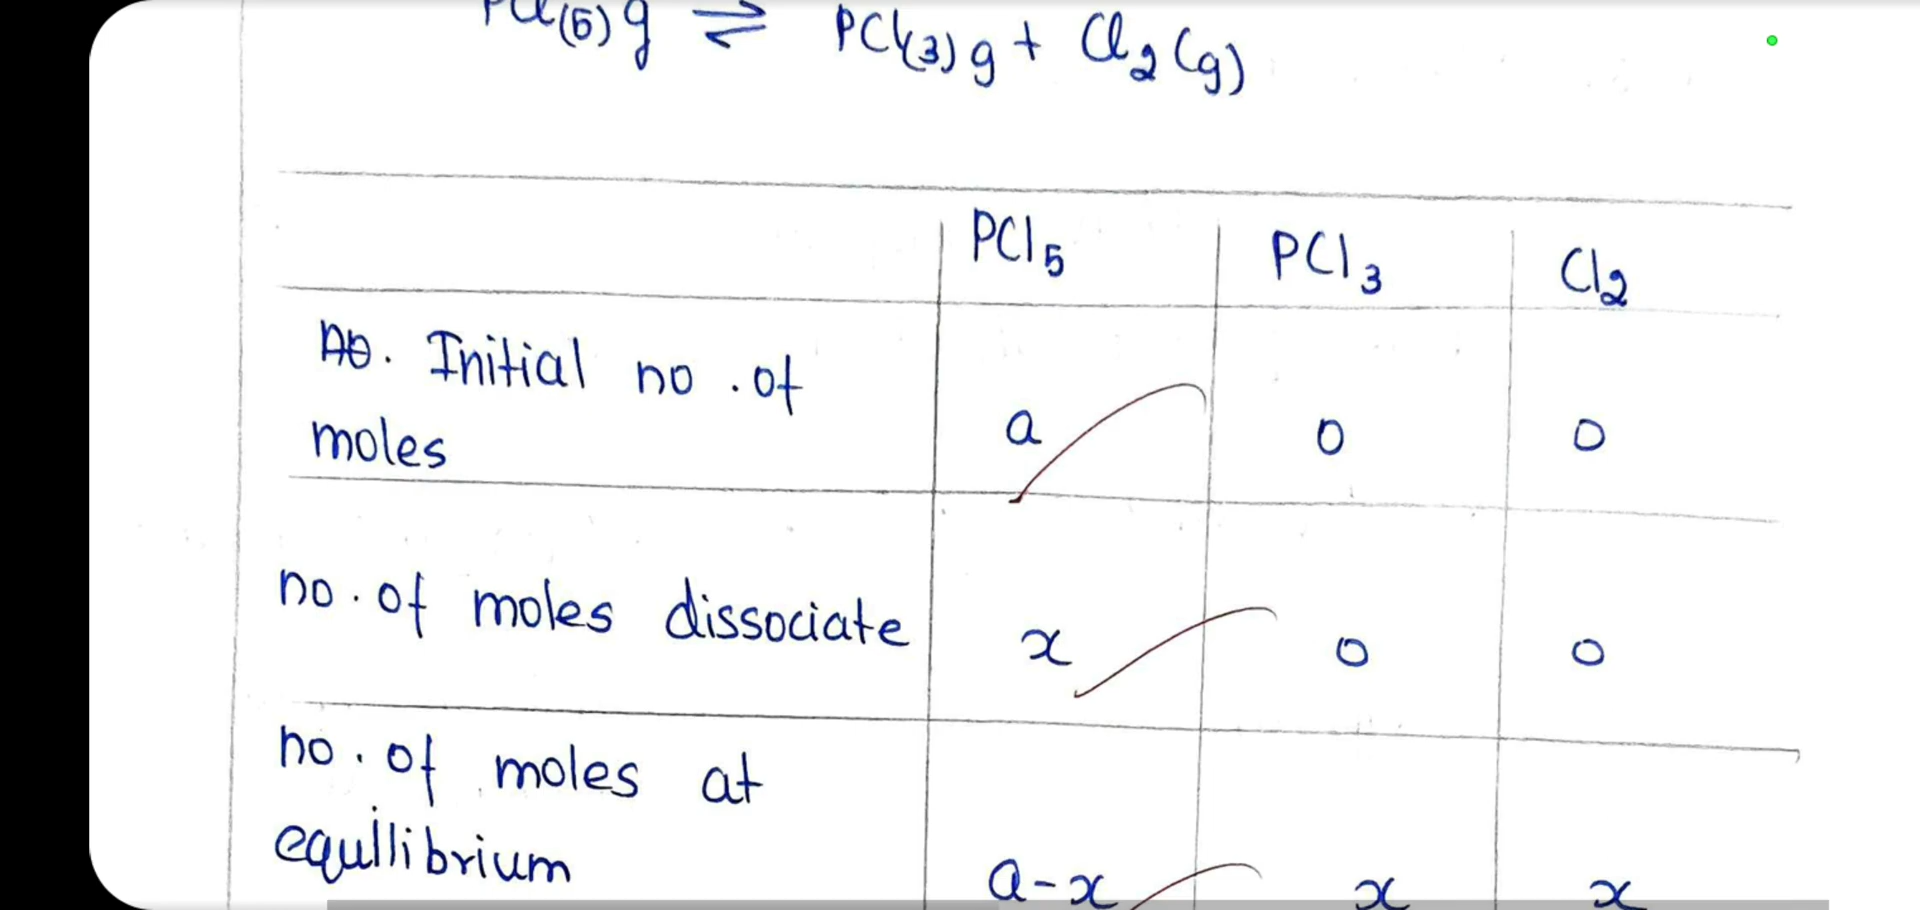 PCl(5)g ⇌ PCl(3)g + Cl2(g)
PCl5 PCl3 Cl2
Initial no. of
moles a 0 0
no. of moles dissociate x 0 0
no. of moles at
equilibrium a-x x x